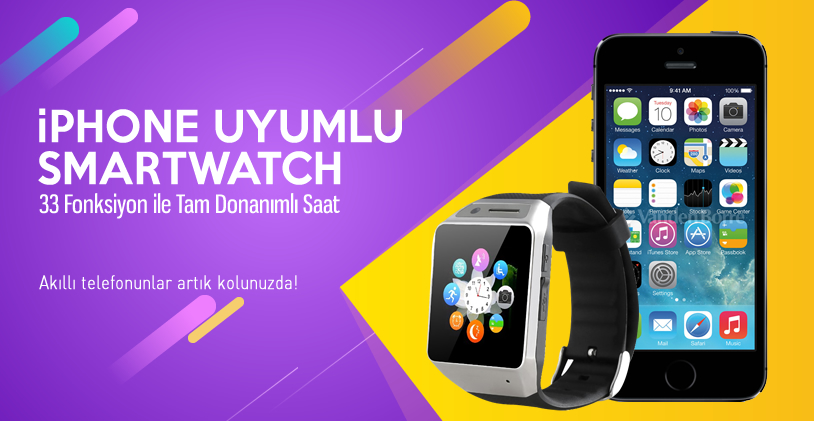 iPHONE UYUMLU
SMARTWATCH
33 Fonksiyon ile Tam Donanımlı Saat
Akıllı telefonunlar artık kolunuzda!
9:41 AM 100%
Tuesday
10
Messages Calendar Photos Camera
Weather Clock Maps Videos
Notes Reminders Stocks Game Center
iTunes Store App Store Passbook
Settings
Mail Safari Music